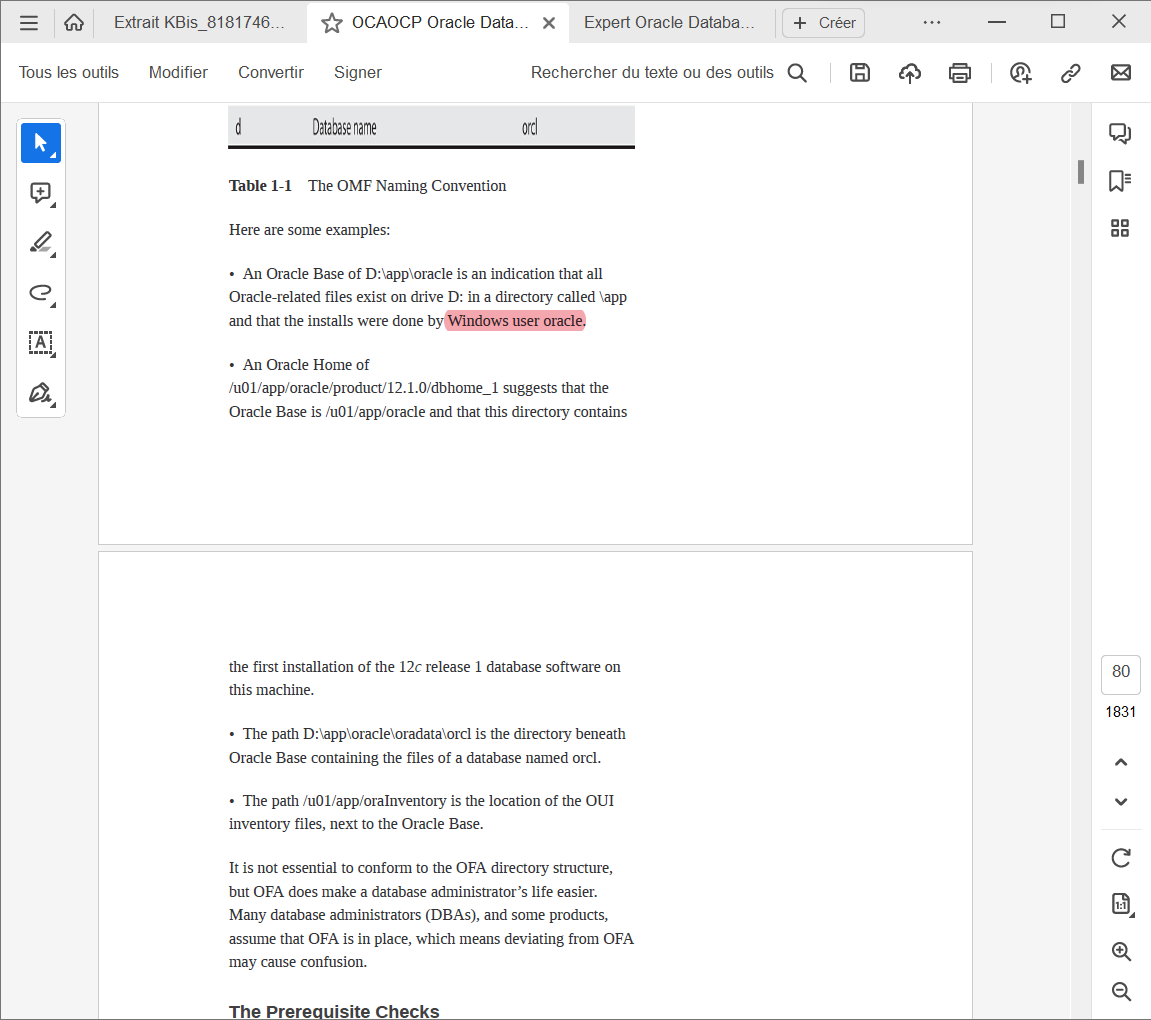 Extrait KBis_8181746... OCAOCP Oracle Data... Expert Oracle Databa... + Créer
Tous les outils Modifier Convertir Signer Rechercher du texte ou des outils
d Database name orcl
Table 1-1 The OMF Naming Convention
Here are some examples:
• An Oracle Base of D:\app\oracle is an indication that all
Oracle-related files exist on drive D: in a directory called \app
and that the installs were done by Windows user oracle.
• An Oracle Home of
/u01/app/oracle/product/12.1.0/dbhome_1 suggests that the
Oracle Base is /u01/app/oracle and that this directory contains
the first installation of the 12c release 1 database software on
this machine.
• The path D:\app\oracle\oradata\orcl is the directory beneath
Oracle Base containing the files of a database named orcl.
• The path /u01/app/oraInventory is the location of the OUI
inventory files, next to the Oracle Base.
It is not essential to conform to the OFA directory structure,
but OFA does make a database administrator’s life easier.
Many database administrators (DBAs), and some products,
assume that OFA is in place, which means deviating from OFA
may cause confusion.
The Prerequisite Checks
80
1831
1:1